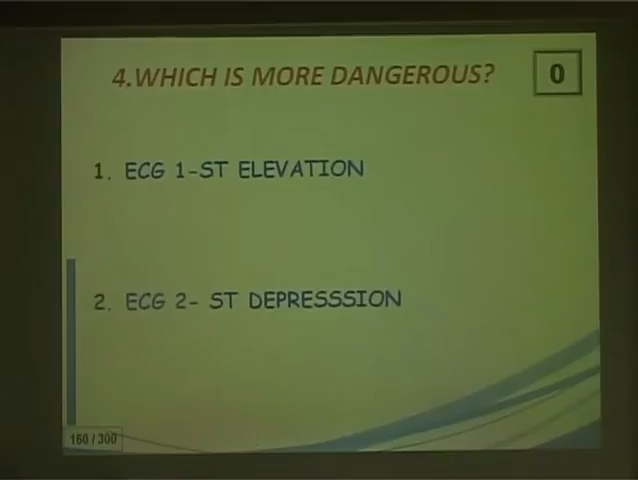 4.WHICH IS MORE DANGEROUS?
0
1. ECG 1-ST ELEVATION
2. ECG 2- ST DEPRESSSION
160 / 300